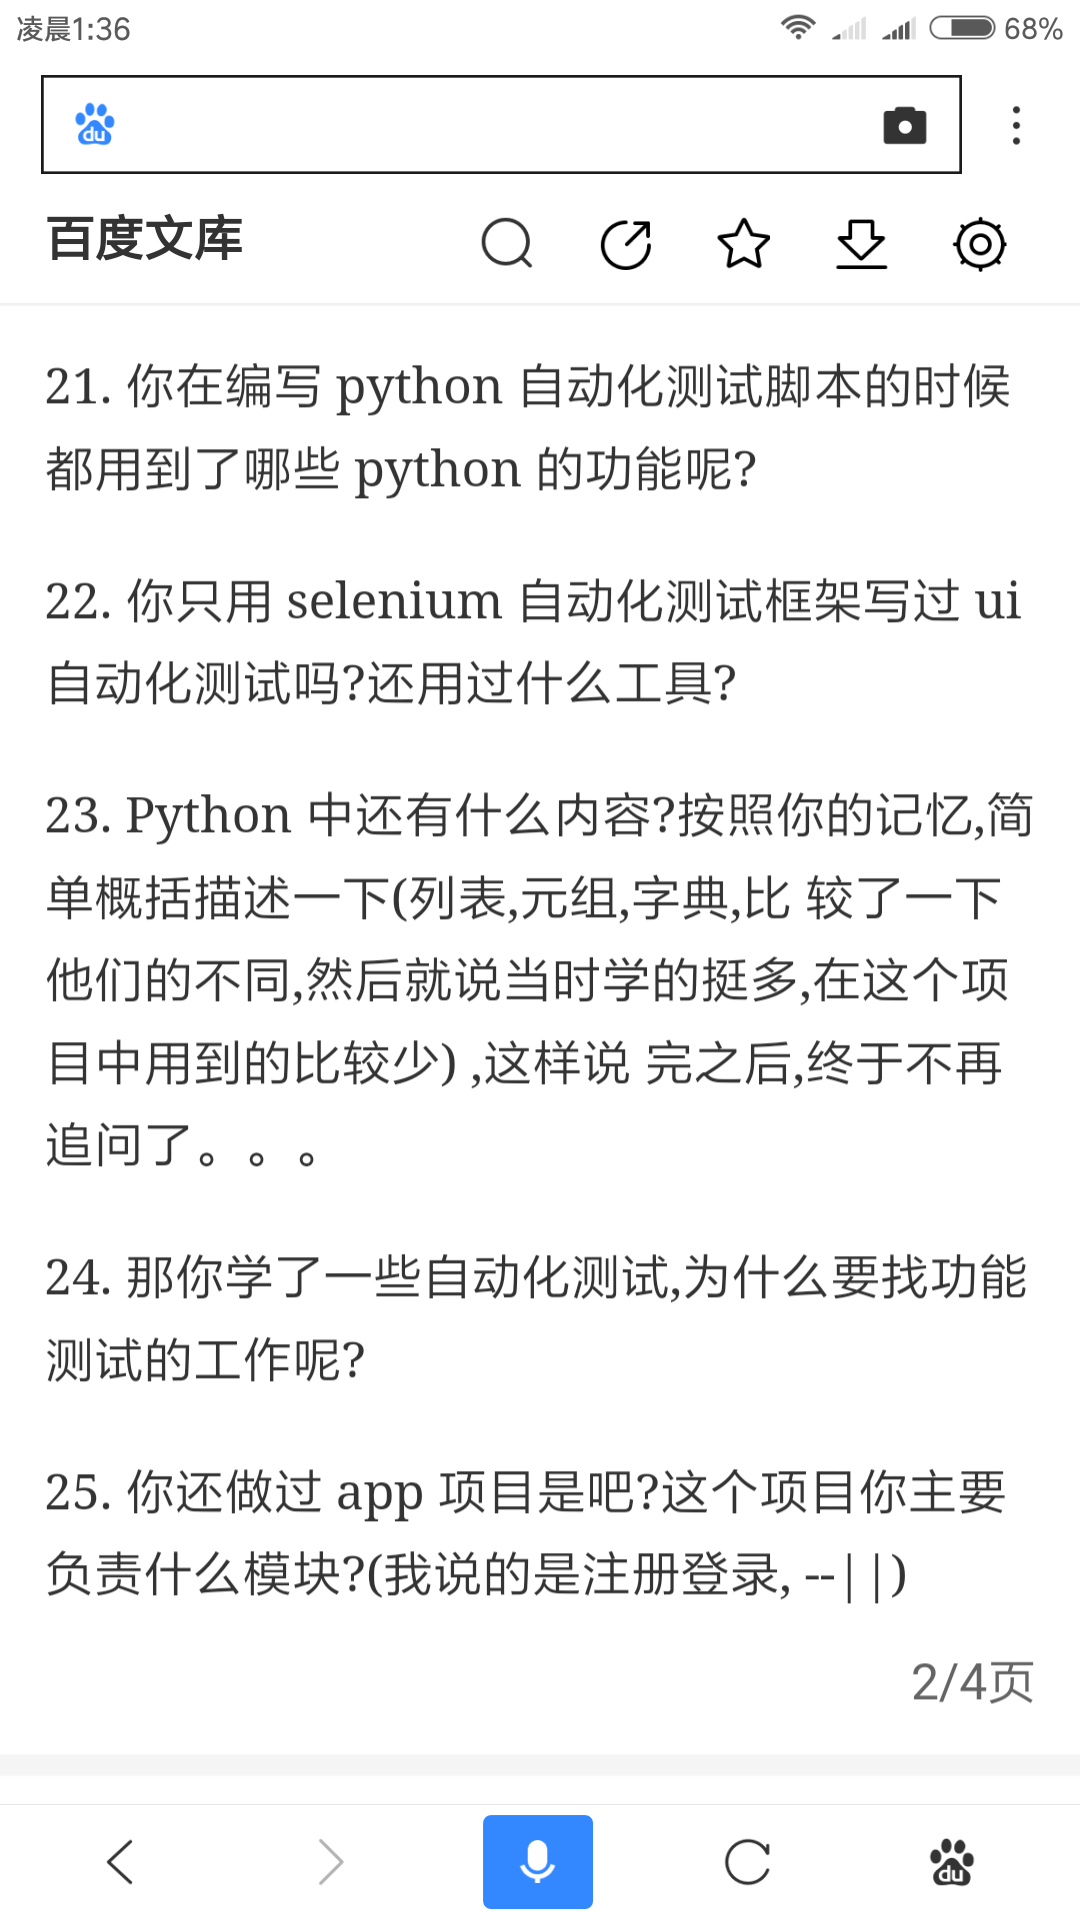 凌晨1:36
68%
du
百度文库
21. 你在编写 python 自动化测试脚本的时候
都用到了哪些 python 的功能呢?
22. 你只用 selenium 自动化测试框架写过 ui
自动化测试吗?还用过什么工具?
23. Python 中还有什么内容?按照你的记忆,简
单概括描述一下(列表,元组,字典,比 较了一下
他们的不同,然后就说当时学的挺多,在这个项
目中用到的比较少) ,这样说 完之后,终于不再
追问了。。。
24. 那你学了一些自动化测试,为什么要找功能
测试的工作呢?
25. 你还做过 app 项目是吧?这个项目你主要
负责什么模块?(我说的是注册登录, --||)
2/4页
du